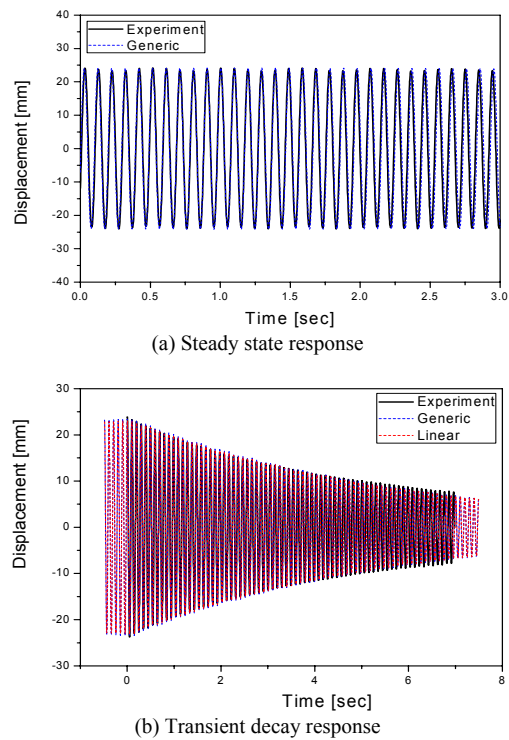 40
30
20
10
0
-10
-20
-30
-40
Displacement [mm]
Experiment
Generic
0.0 0.5 1.0 1.5 2.0 2.5 3.0
Time [sec]
(a) Steady state response
30
20
10
0
-10
-20
-30
Displacement [mm]
Experiment
Generic
Linear
0 2 4 6 8
Time [sec]
(b) Transient decay response